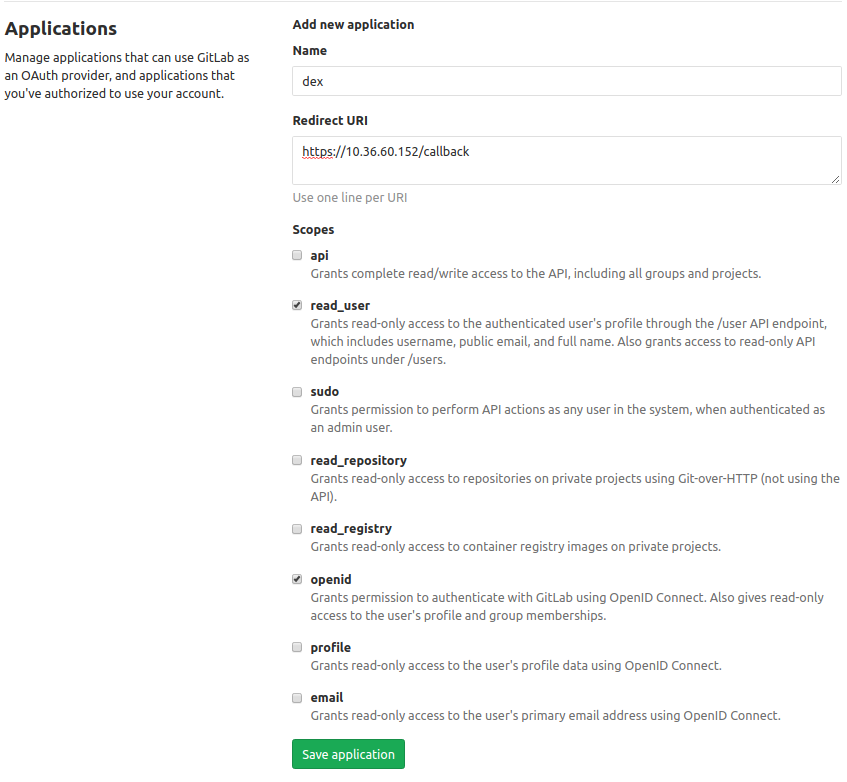 Applications
Manage applications that can use GitLab as
an OAuth provider, and applications that
you've authorized to use your account.
Add new application
Name
dex
Redirect URI
https://10.36.60.152/callback
Use one line per URI
Scopes
api
Grants complete read/write access to the API, including all groups and projects.
read_user
Grants read-only access to the authenticated user's profile through the /user API endpoint,
which includes username, public email, and full name. Also grants access to read-only API
endpoints under /users.
sudo
Grants permission to perform API actions as any user in the system, when authenticated as
an admin user.
read_repository
Grants read-only access to repositories on private projects using Git-over-HTTP (not using the
API).
read_registry
Grants read-only access to container registry images on private projects.
openid
Grants permission to authenticate with GitLab using OpenID Connect. Also gives read-only
access to the user's profile and group memberships.
profile
Grants read-only access to the user's profile data using OpenID Connect.
email
Grants read-only access to the user's primary email address using OpenID Connect.
Save application